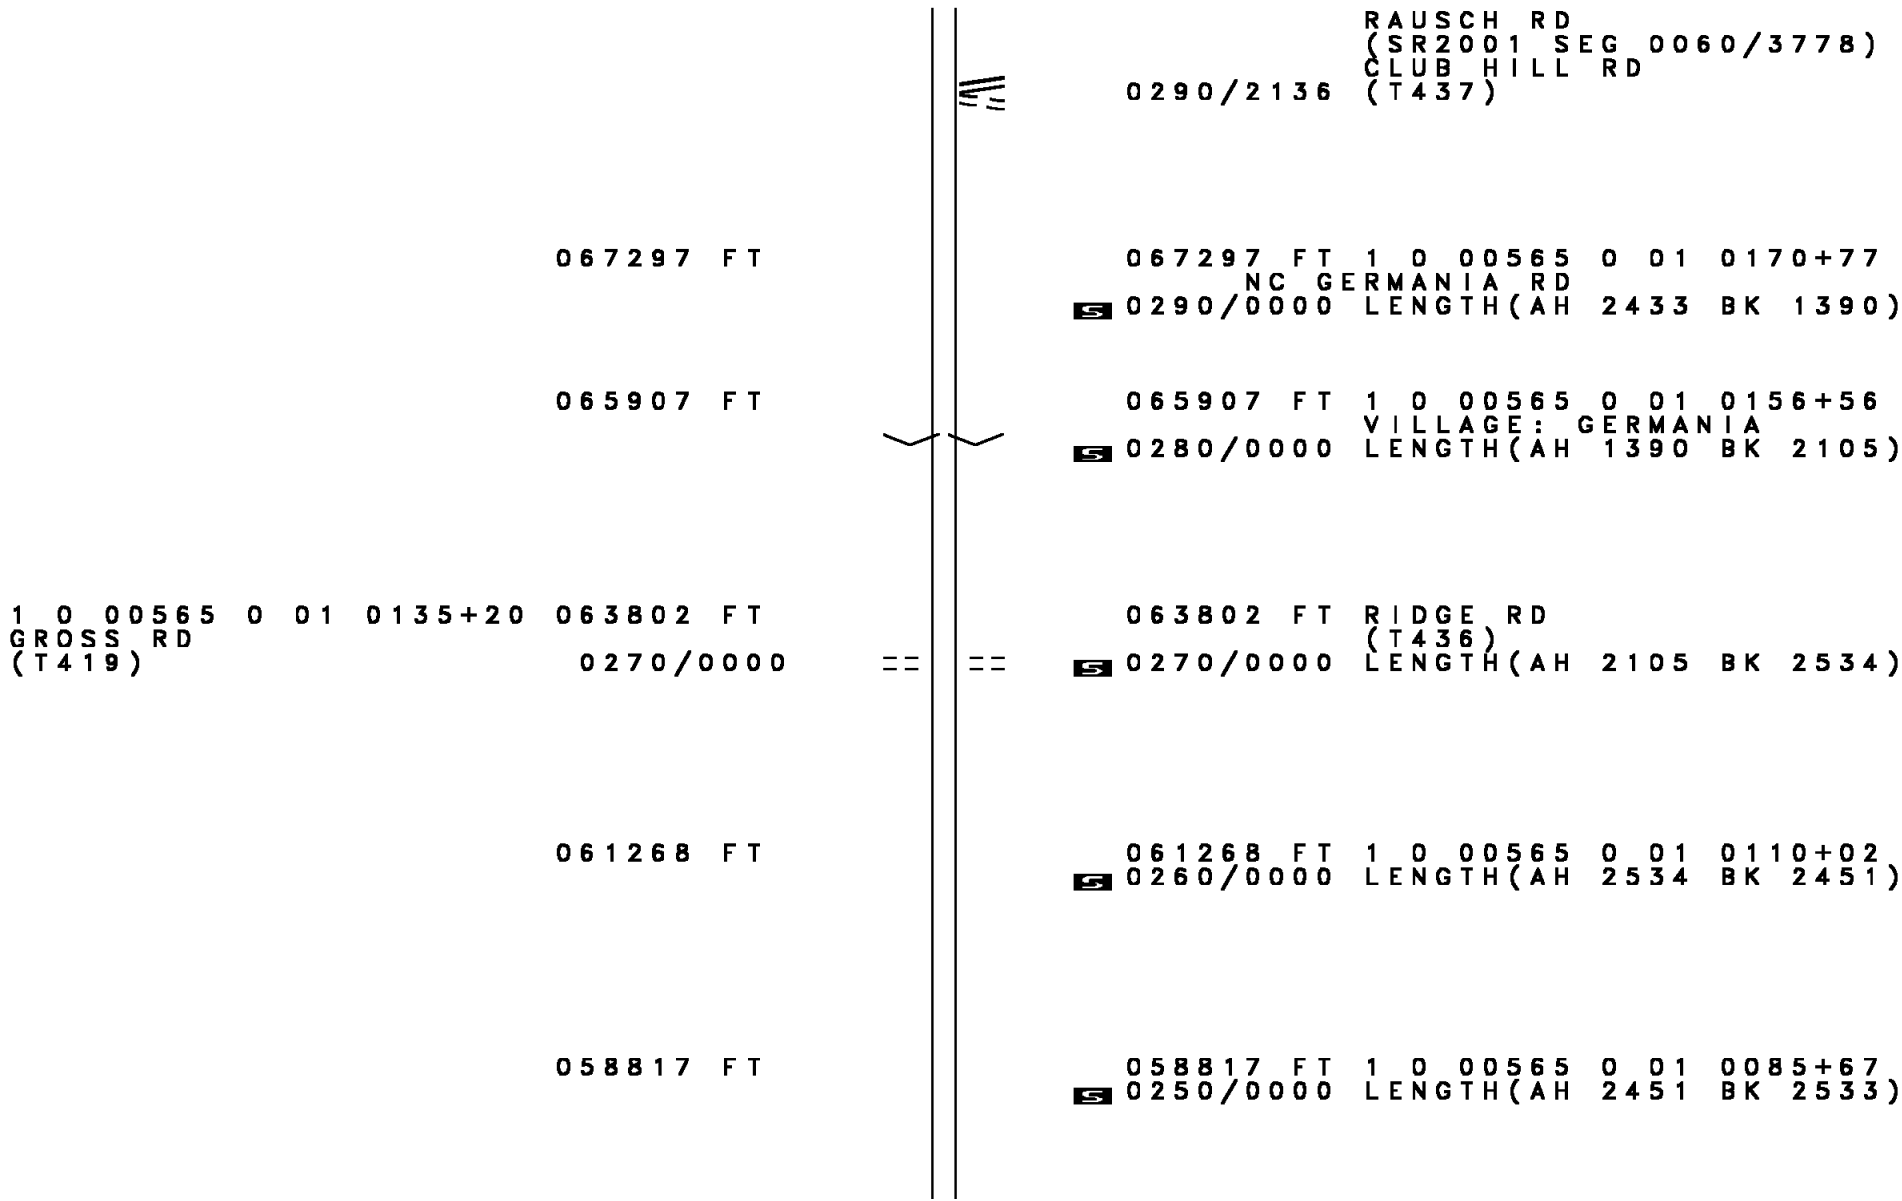 RAUSCH RD
(SR2001 SEG 0060/3778)
CLUB HILL RD
0290/2136 (T437)
067297 FT 067297 FT 1 0 00565 0 01 0170+77
NC GERMANIA RD
S 0290/0000 LENGTH(AH 2433 BK 1390)
065907 FT 065907 FT 1 0 00565 0 01 0156+56
VILLAGE: GERMANIA
S 0280/0000 LENGTH(AH 1390 BK 2105)
1 0 00565 0 01 0135+20 063802 FT 063802 FT RIDGE RD
GROSS RD (T436)
(T419) 0270/0000 S 0270/0000 LENGTH(AH 2105 BK 2534)
061268 FT 061268 FT 1 0 00565 0 01 0110+02
S 0260/0000 LENGTH(AH 2534 BK 2451)
058817 FT 058817 FT 1 0 00565 0 01 0085+67
S 0250/0000 LENGTH(AH 2451 BK 2533)